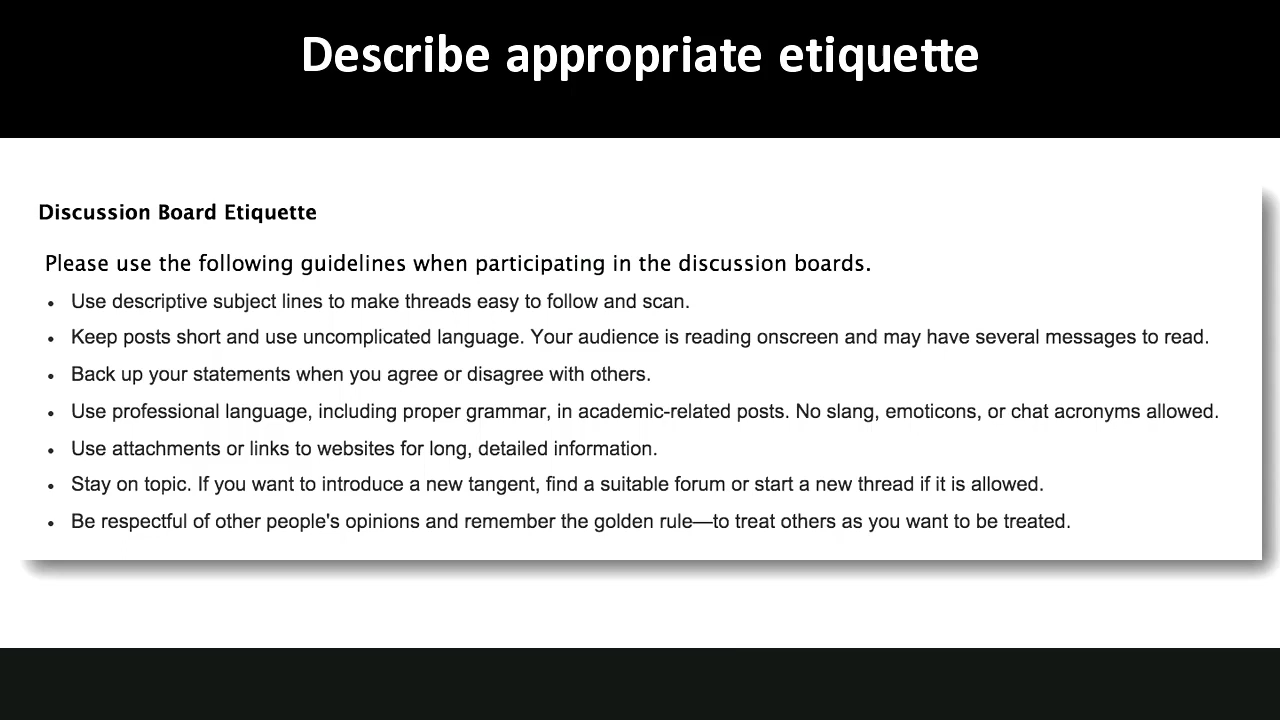 Describe appropriate etiquette
Discussion Board Etiquette
Please use the following guidelines when participating in the discussion boards.
• Use descriptive subject lines to make threads easy to follow and scan.
• Keep posts short and use uncomplicated language. Your audience is reading onscreen and may have several messages to read.
• Back up your statements when you agree or disagree with others.
• Use professional language, including proper grammar, in academic-related posts. No slang, emoticons, or chat acronyms allowed.
• Use attachments or links to websites for long, detailed information.
• Stay on topic. If you want to introduce a new tangent, find a suitable forum or start a new thread if it is allowed.
• Be respectful of other people's opinions and remember the golden rule—to treat others as you want to be treated.